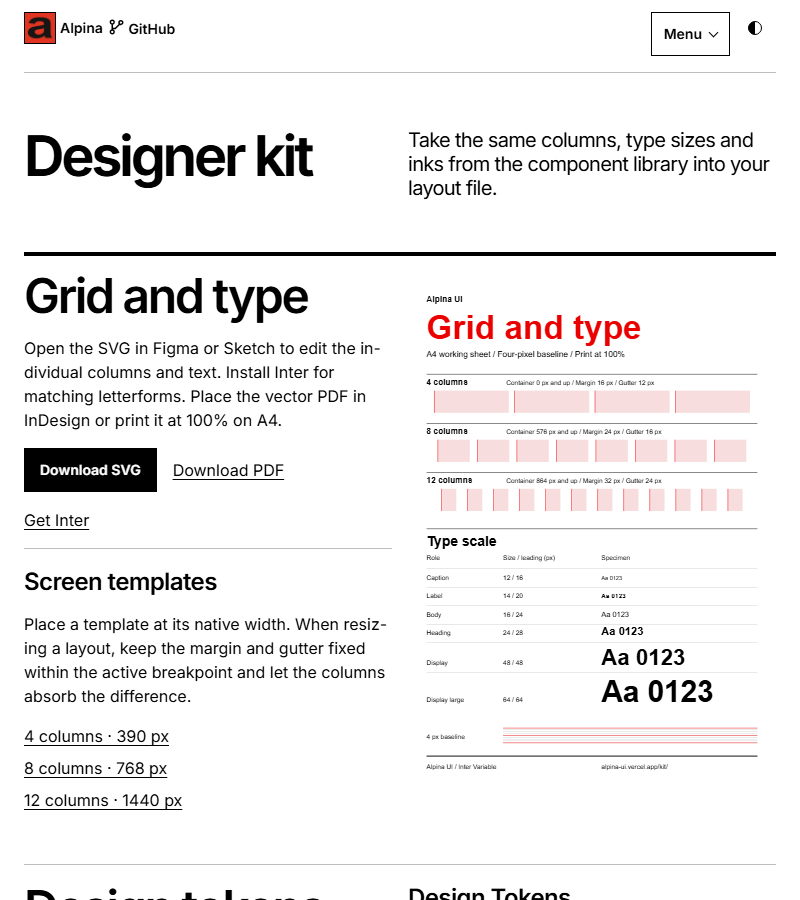 a Alpina GitHub
Menu
Designer kit
Take the same columns, type sizes and
inks from the component library into your
layout file.
Grid and type
Open the SVG in Figma or Sketch to edit the in-
dividual columns and text. Install Inter for
matching letterforms. Place the vector PDF in
InDesign or print it at 100% on A4.
Download SVG Download PDF
Get Inter
Screen templates
Place a template at its native width. When resiz-
ing a layout, keep the margin and gutter fixed
within the active breakpoint and let the columns
absorb the difference.
4 columns · 390 px
8 columns · 768 px
12 columns · 1440 px
Alpina UI
Grid and type
A4 working sheet / Four-pixel baseline / Print at 100%
4 columns Container 0 px and up / Margin 16 px / Gutter 12 px
8 columns Container 576 px and up / Margin 24 px / Gutter 16 px
12 columns Container 864 px and up / Margin 32 px / Gutter 24 px
Type scale
Role Size / leading (px) Specimen
Caption 12 / 16 Aa 0123
Label 14 / 20 Aa 0123
Body 16 / 24 Aa 0123
Heading 24 / 28 Aa 0123
Display 48 / 48 Aa 0123
Display large 64 / 64 Aa 0123
4 px baseline
Alpina UI / Inter Variable alpina-ui.vercel.app/kit/
Design tokens
Design Tokens